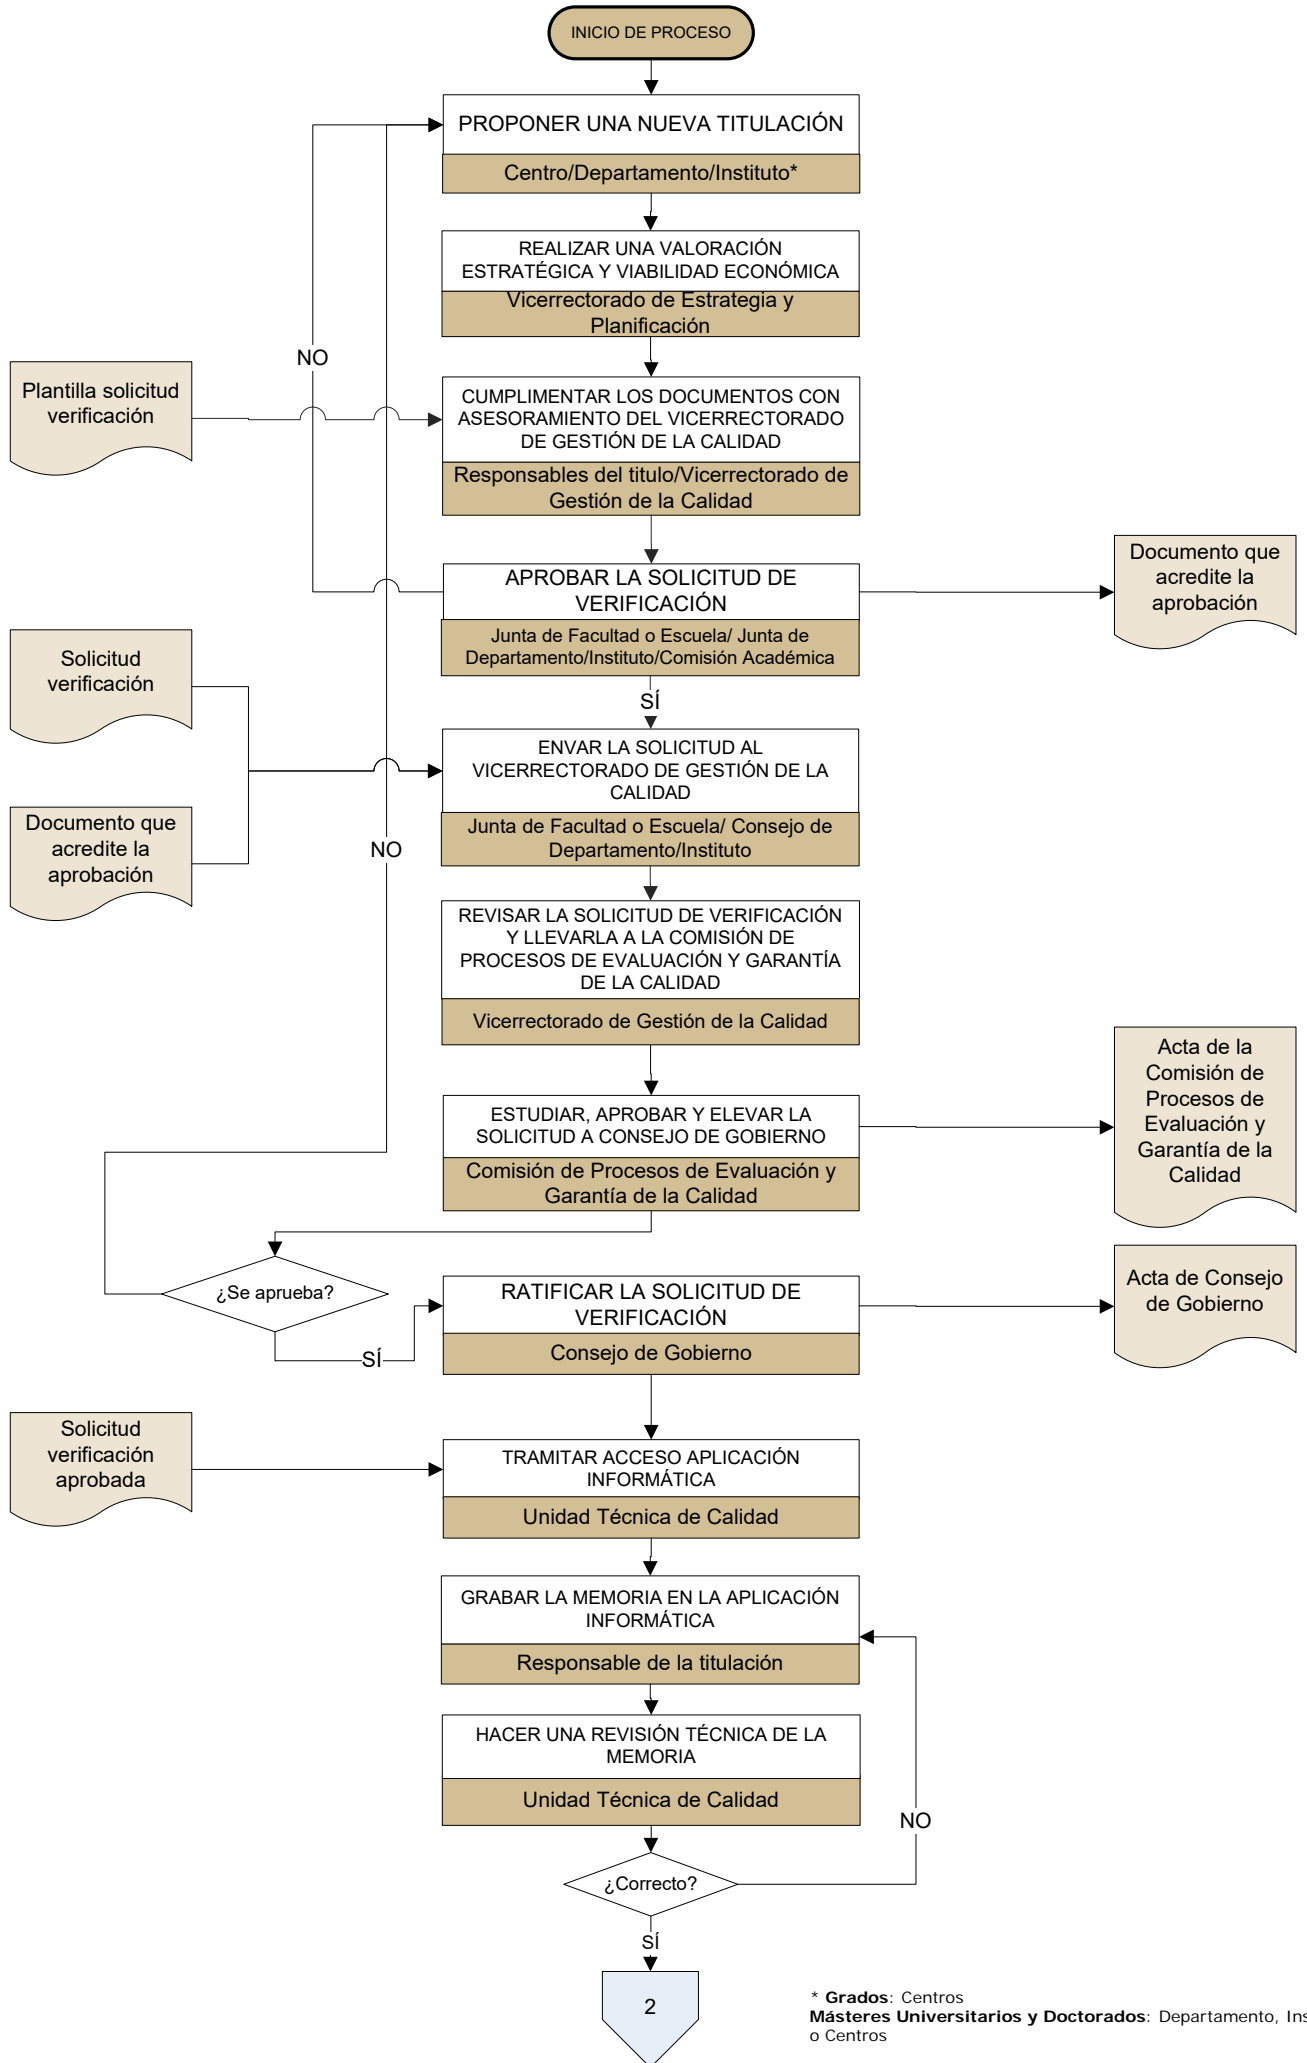 INICIO DE PROCESO
PROPONER UNA NUEVA TITULACIÓN
Centro/Departamento/Instituto*
REALIZAR UNA VALORACIÓN
ESTRATÉGICA Y VIABILIDAD ECONÓMICA
Vicerrectorado de Estrategia y
Planificación
NO
Plantilla solicitud
verificación
CUMPLIMENTAR LOS DOCUMENTOS CON
ASESORAMIENTO DEL VICERRECTORADO
DE GESTIÓN DE LA CALIDAD
Responsables del titulo/Vicerrectorado de
Gestión de la Calidad
APROBAR LA SOLICITUD DE
VERIFICACIÓN
Junta de Facultad o Escuela/ Junta de
Departamento/Instituto/Comisión Académica
Documento que
acredite la
aprobación
SÍ
Solicitud
verificación
Documento que
acredite la
aprobación
NO
ENVAR LA SOLICITUD AL
VICERRECTORADO DE GESTIÓN DE LA
CALIDAD
Junta de Facultad o Escuela/ Consejo de
Departamento/Instituto
REVISAR LA SOLICITUD DE VERIFICACIÓN
Y LLEVARLA A LA COMISIÓN DE
PROCESOS DE EVALUACIÓN Y GARANTÍA
DE LA CALIDAD
Vicerrectorado de Gestión de la Calidad
ESTUDIAR, APROBAR Y ELEVAR LA
SOLICITUD A CONSEJO DE GOBIERNO
Comisión de Procesos de Evaluación y
Garantía de la Calidad
Acta de la
Comisión de
Procesos de
Evaluación y
Garantía de la
Calidad
¿Se aprueba?
SÍ
RATIFICAR LA SOLICITUD DE
VERIFICACIÓN
Consejo de Gobierno
Acta de Consejo
de Gobierno
Solicitud
verificación
aprobada
TRAMITAR ACCESO APLICACIÓN
INFORMÁTICA
Unidad Técnica de Calidad
GRABAR LA MEMORIA EN LA APLICACIÓN
INFORMÁTICA
Responsable de la titulación
HACER UNA REVISIÓN TÉCNICA DE LA
MEMORIA
Unidad Técnica de Calidad
NO
¿Correcto?
SÍ
2
* Grados: Centros
Másteres Universitarios y Doctorados: Departamento,
o Centros